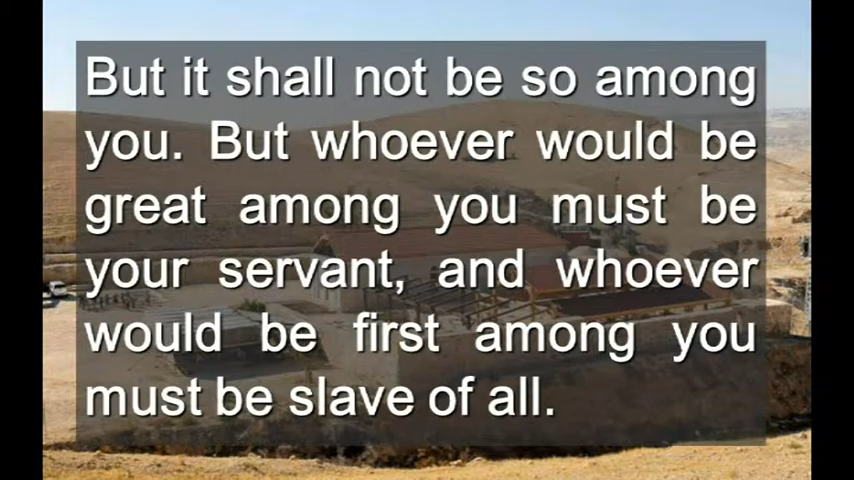 But it shall not be so among
you. But whoever would be
great among you must be
your servant, and whoever
would be first among you
must be slave of all.